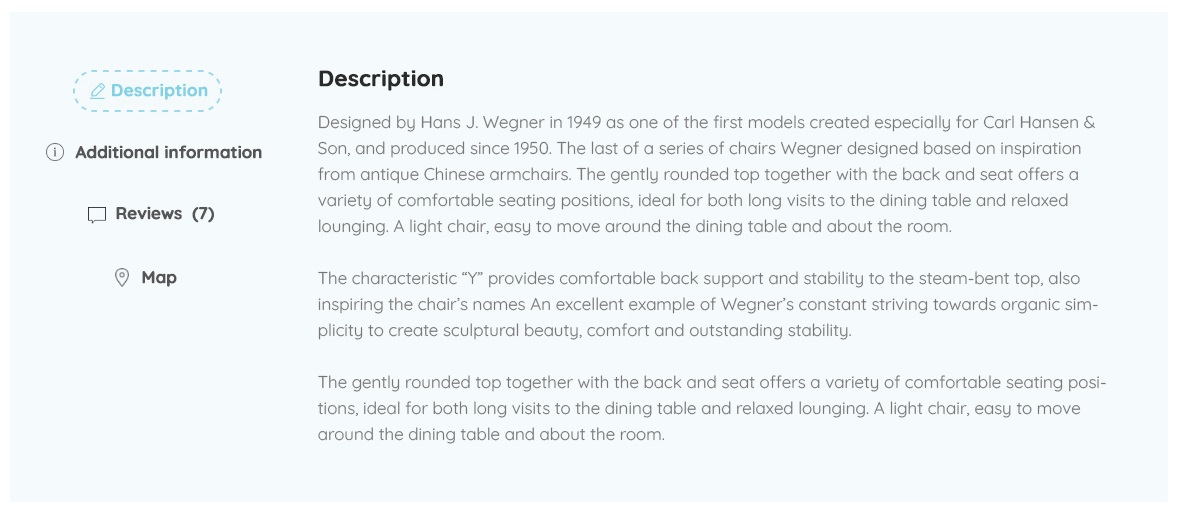 Description
Additional information
Reviews (7)
Map
Description
Designed by Hans J. Wegner in 1949 as one of the first models created especially for Carl Hansen &
Son, and produced since 1950. The last of a series of chairs Wegner designed based on inspiration
from antique Chinese armchairs. The gently rounded top together with the back and seat offers a
variety of comfortable seating positions, ideal for both long visits to the dining table and relaxed
lounging. A light chair, easy to move around the dining table and about the room.
The characteristic “Y” provides comfortable back support and stability to the steam-bent top, also
inspiring the chair’s names An excellent example of Wegner’s constant striving towards organic sim-
plicity to create sculptural beauty, comfort and outstanding stability.
The gently rounded top together with the back and seat offers a variety of comfortable seating posi-
tions, ideal for both long visits to the dining table and relaxed lounging. A light chair, easy to move
around the dining table and about the room.